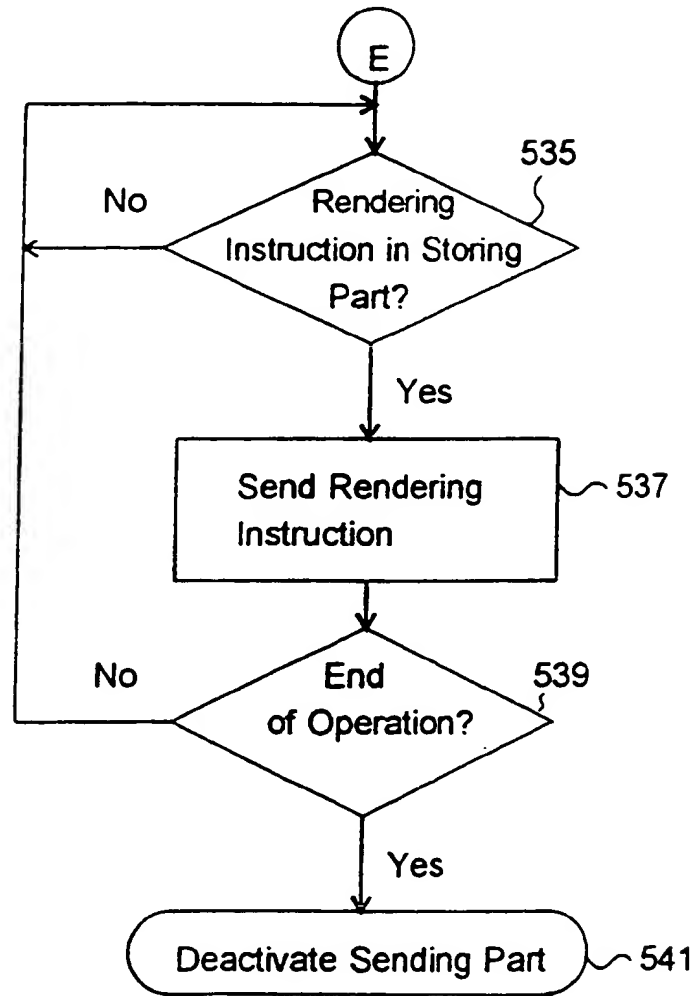 E
535
No
Rendering
Instruction in Storing
Part?
Yes
Send Rendering
Instruction
537
No
End
of Operation?
539
Yes
Deactivate Sending Part
541